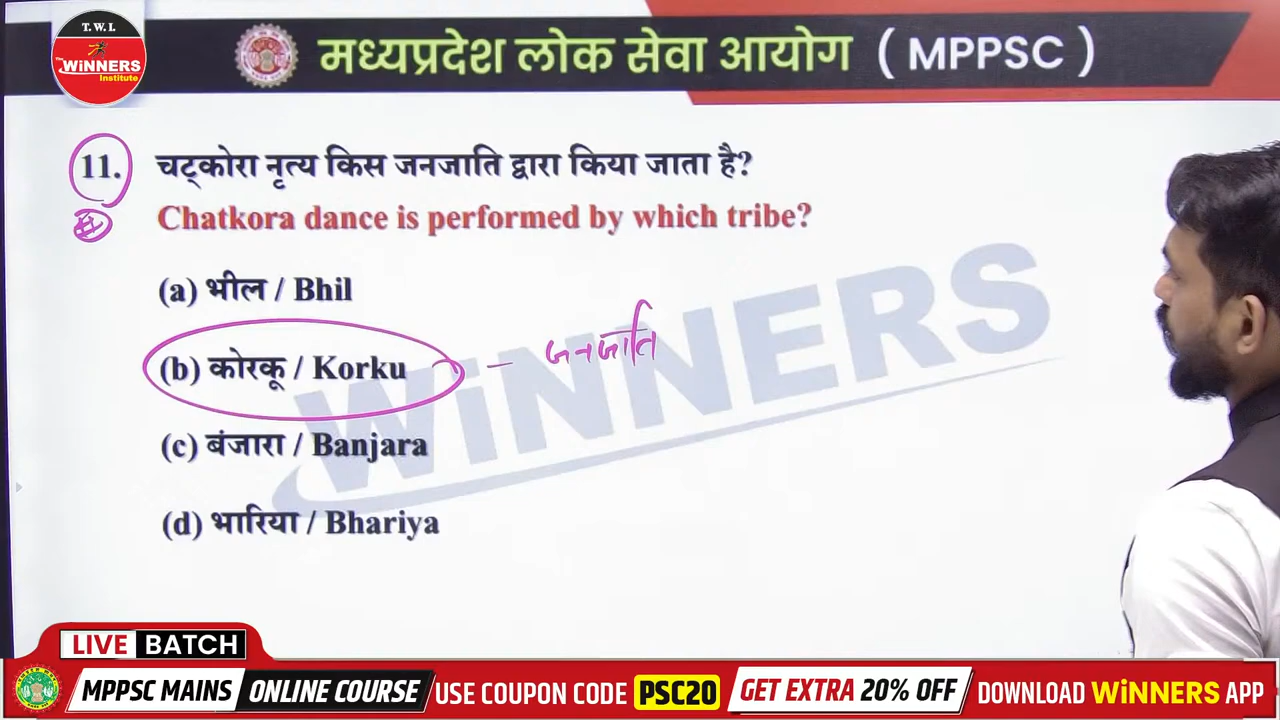 T. W. I.
The WiNNERS
Institute
मध्यप्रदेश लोक सेवा आयोग ( MPPSC )
11. चट्कोरा नृत्य किस जनजाति द्वारा किया जाता है?
Chatkora dance is performed by which tribe?
(a) भील / Bhil
(b) कोरकू / Korku - जनजाति
(c) बंजारा / Banjara
(d) भारिया / Bhariya
WiNNERS
LIVE BATCH
MPPSC MAINS ONLINE COURSE USE COUPON CODE PSC20 GET EXTRA 20% OFF DOWNLOAD WiNNERS APP